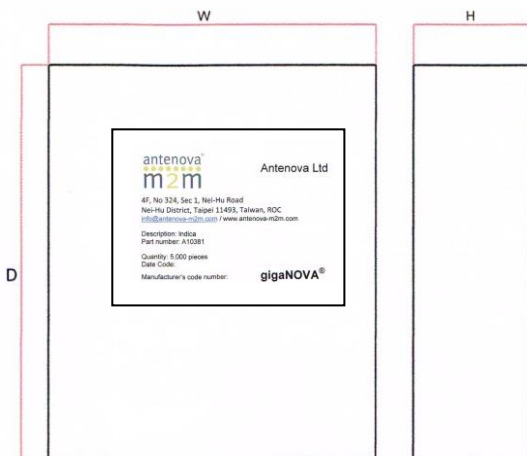 W
H
D
antenova®
m2m
Antenova Ltd
4F, No 324, Sec 1, Nei-Hu Road
Nei-Hu District, Taipei 11493, Taiwan, ROC
info@antenova-m2m.com / www.antenova-m2m.com
Description: Indica
Part number: A10381
Quantity: 5,000 pieces
Date Code:
Manufacturer's code number:
gigaNOVA®